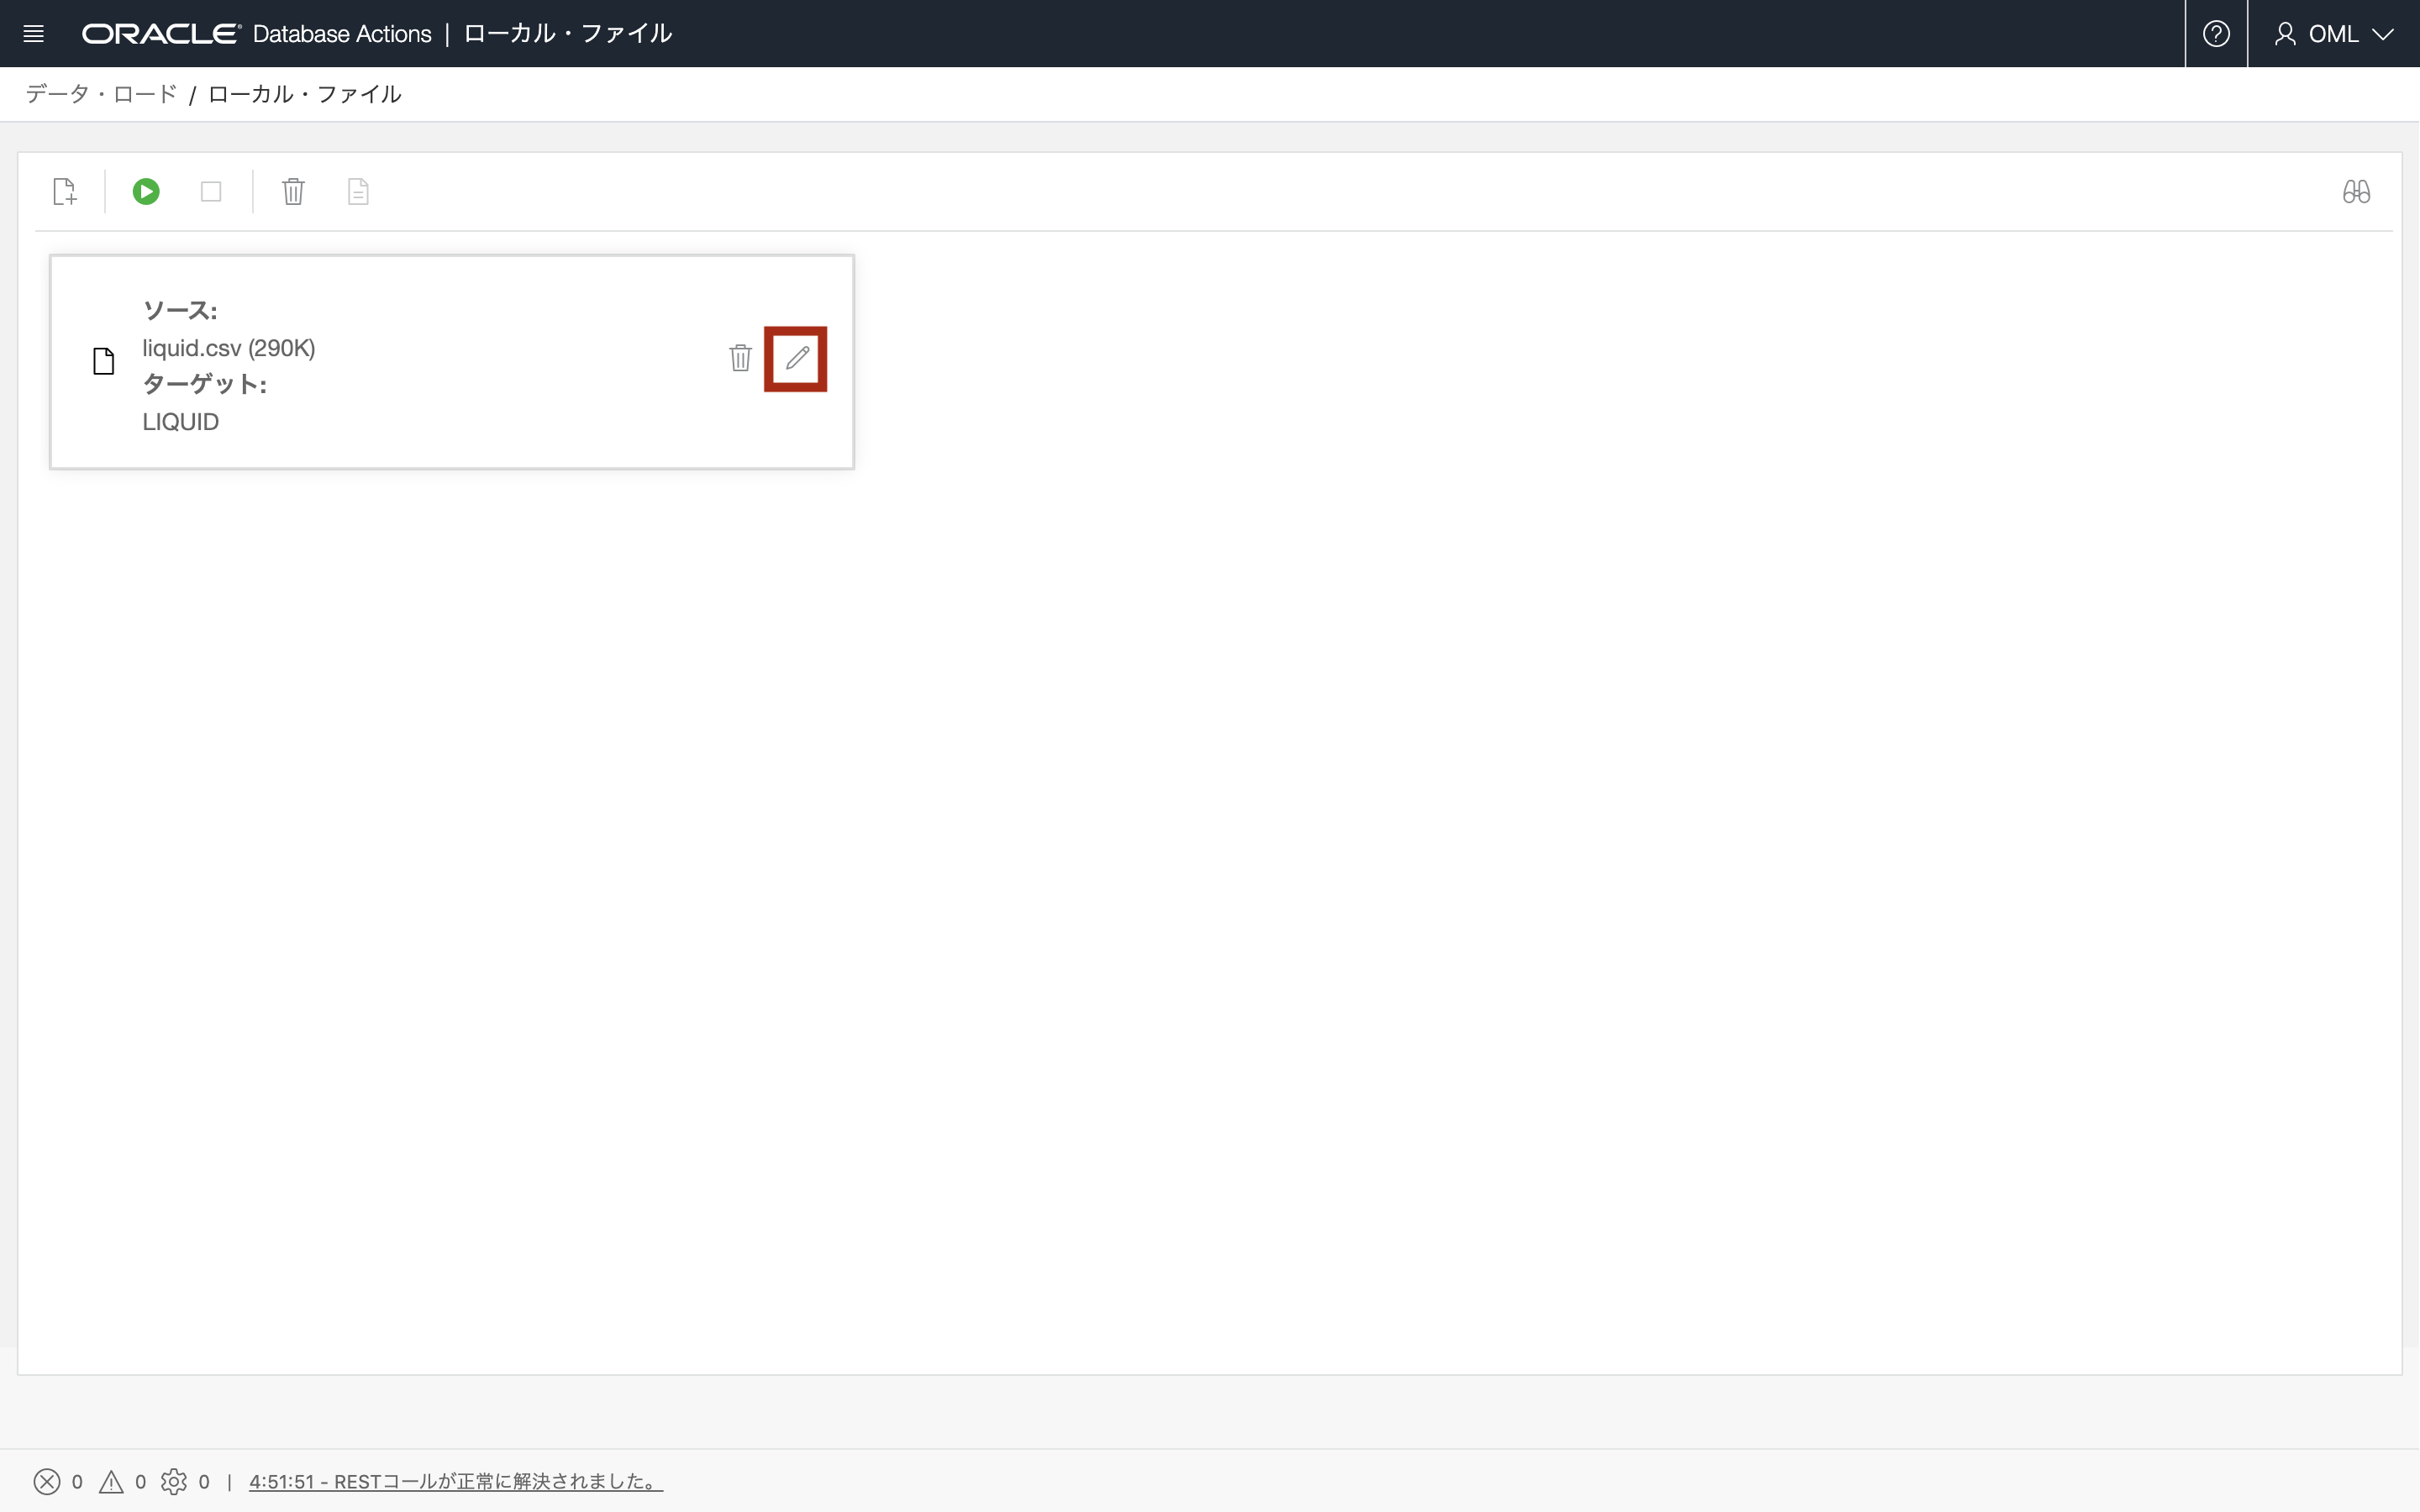 ORACLE® Database Actions | ローカル・ファイル
OML
データ・ロード / ローカル・ファイル
ソース:
liquid.csv (290K)
ターゲット:
LIQUID
0 0 0 | 4:51:51 - RESTコールが正常に解決されました。